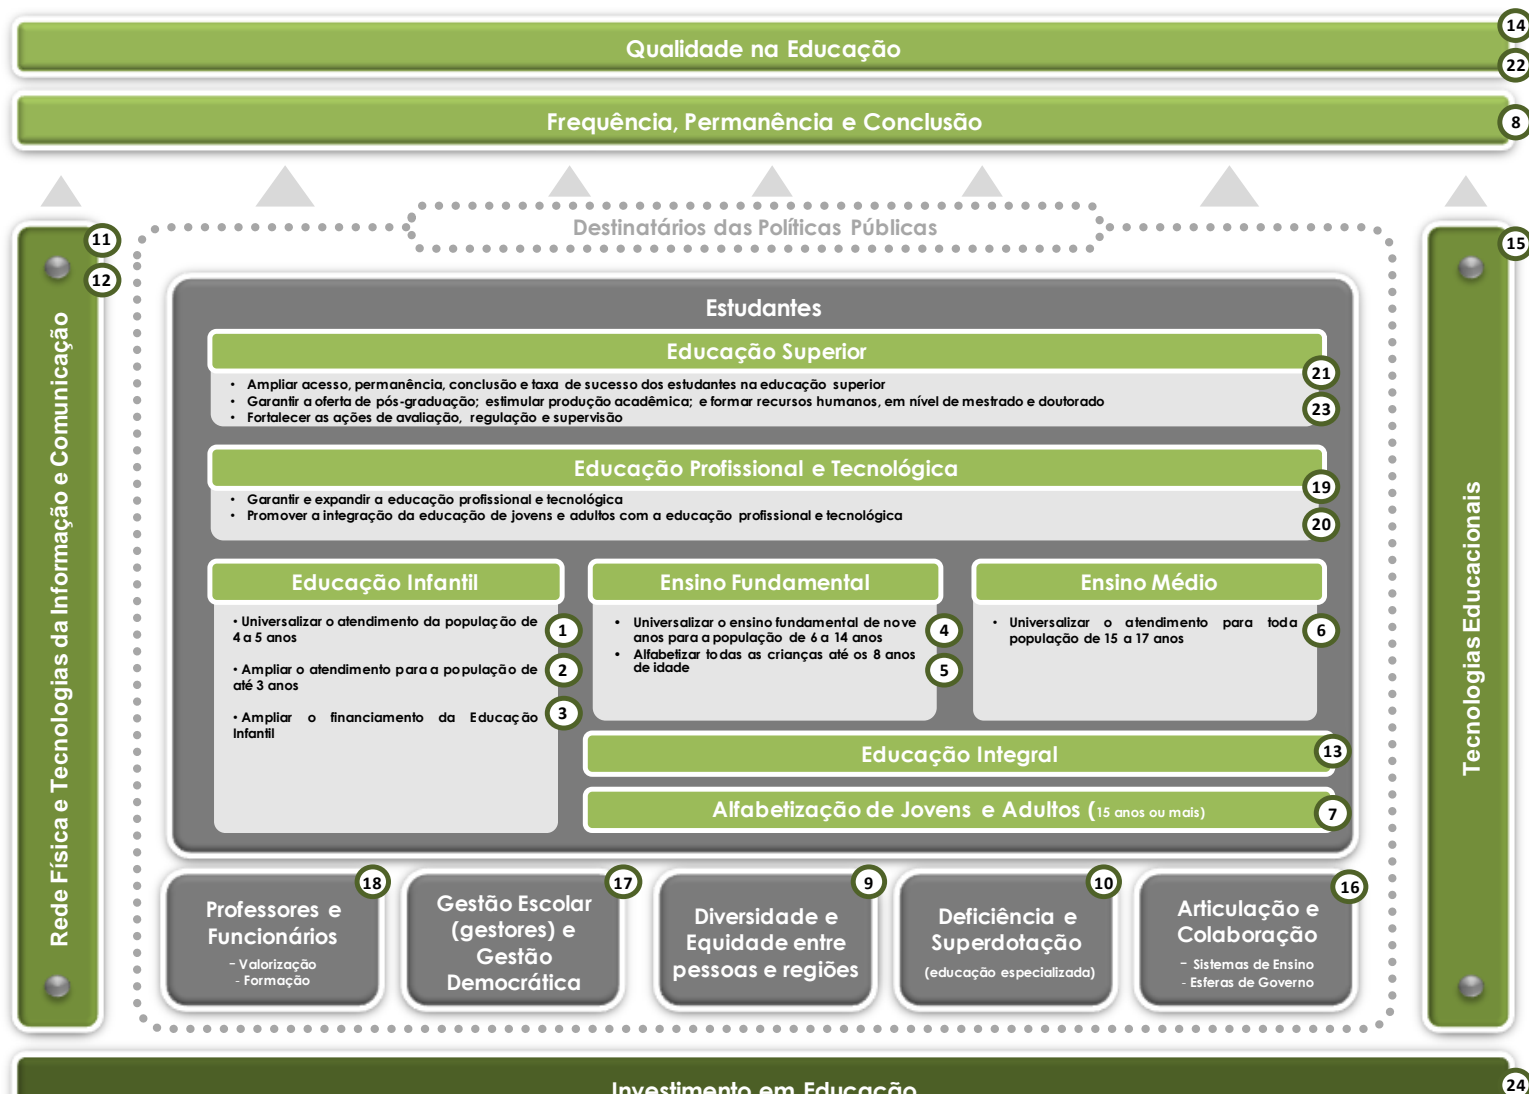 14
Qualidade na Educação
22
Frequência, Permanência e Conclusão
8
Destinatários das Políticas Públicas
11
12
Rede Física e Tecnologias da Informação e Comunicação
15
Tecnologias Educacionais
Estudantes
Educação Superior
• Ampliar acesso, permanência, conclusão e taxa de sucesso dos estudantes na educação superior
• Garantir a oferta de pós-graduação; estimular produção acadêmica; e formar recursos humanos, em nível de mestrado e doutorado
• Fortalecer as ações de avaliação, regulação e supervisão
21
23
Educação Profissional e Tecnológica
• Garantir e expandir a educação profissional e tecnológica
• Promover a integração da educação de jovens e adultos com a educação profissional e tecnológica
19
20
Educação Infantil
• Universalizar o atendimento da população de
4 a 5 anos
1
• Ampliar o atendimento para a população de
até 3 anos
2
• Ampliar o financiamento da Educação
Infantil
3
Ensino Fundamental
• Universalizar o ensino fundamental de nove
anos para a população de 6 a 14 anos
4
• Alfabetizar todas as crianças até os 8 anos
de idade
5
Ensino Médio
• Universalizar o atendimento para toda
população de 15 a 17 anos
6
Educação Integral
13
Alfabetização de Jovens e Adultos (15 anos ou mais)
7
18
Professores e
Funcionários
- Valorização
- Formação
17
Gestão Escolar
(gestores) e
Gestão
Democrática
9
Diversidade e
Equidade entre
pessoas e regiões
10
Deficiência e
Superdotação
(educação especializada)
16
Articulação e
Colaboração
- Sistemas de Ensino
- Esferas de Governo
Investimento em Educação
24